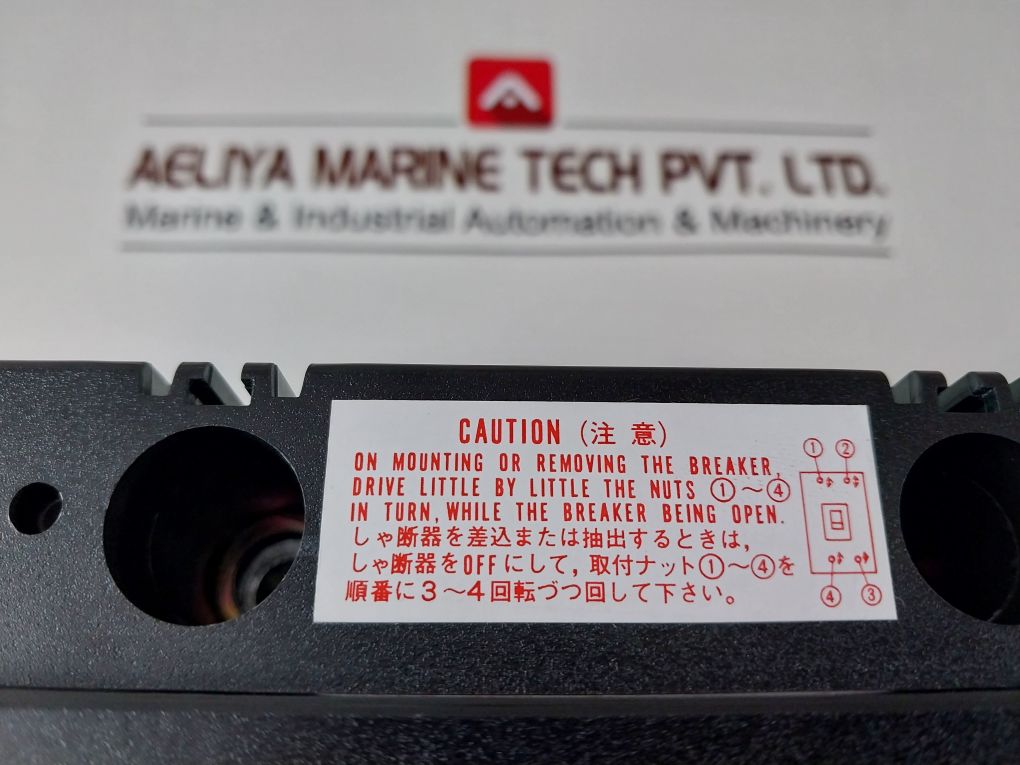 AELIYA MARINE TECH PVT. LTD.
Marine & Industrial Automation & Machinery
CAUTION (注 意)
ON MOUNTING OR REMOVING THE BREAKER,
DRIVE LITTLE BY LITTLE THE NUTS ①~④
IN TURN, WHILE THE BREAKER BEING OPEN.
しゃ断器を差込または抽出するときは,
しゃ断器をOFFにして, 取付ナット①~④を
順番に3~4回転づつ回して下さい。
① ②
④ ③